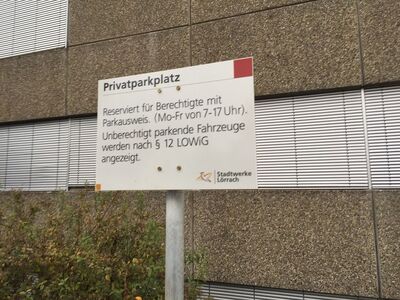 Privatparkplatz
Reserviert für Berechtigte mit
Parkausweis. (Mo-Fr von 7-17 Uhr).
Unberechtigt parkende Fahrzeuge
werden nach § 12 LOWiG
angezeigt.
Stadtwerke
Lörrach